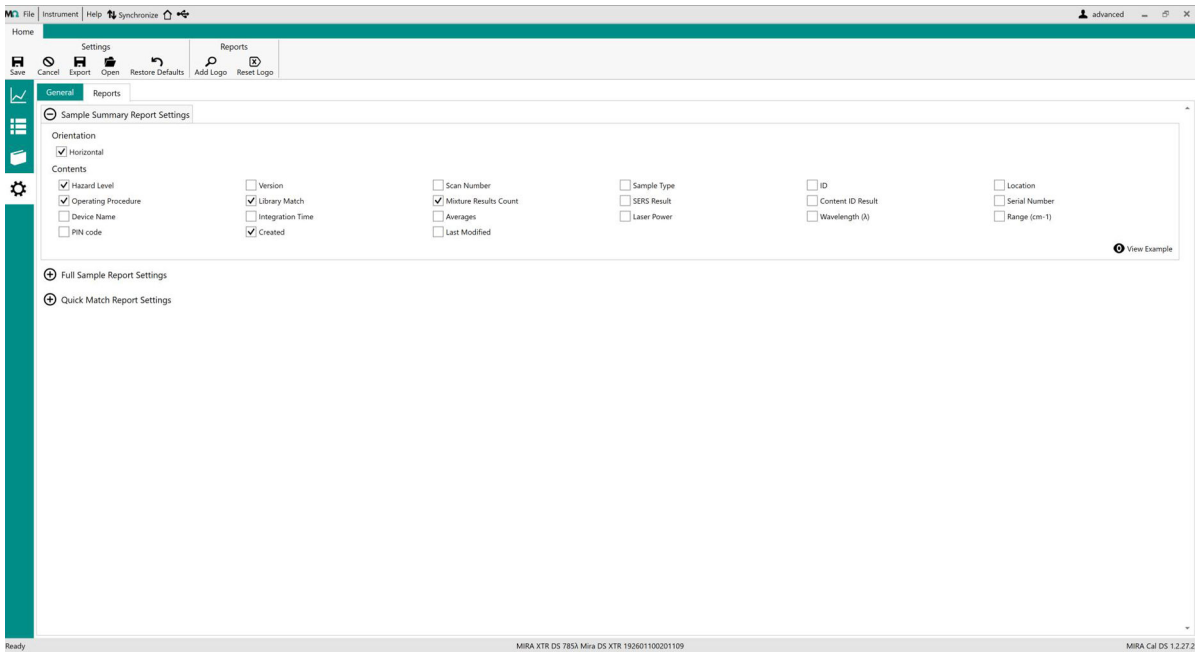 MQ File Instrument Help Synchronize advanced
Home
Settings Reports
Save Cancel Export Open Restore Defaults Add Logo Reset Logo
General Reports
Sample Summary Report Settings
Orientation
Horizontal
Contents
Hazard Level Version Scan Number Sample Type ID Location
Operating Procedure Library Match Mixture Results Count SERS Result Content ID Result Serial Number
Device Name Integration Time Averages Laser Power Wavelength (λ) Range (cm-1)
PIN code Created Last Modified
View Example
Full Sample Report Settings
Quick Match Report Settings
Ready MIRA XTR DS 785λ Mira DS XTR 192601100201109 MIRA Cal DS 1.2.27.2